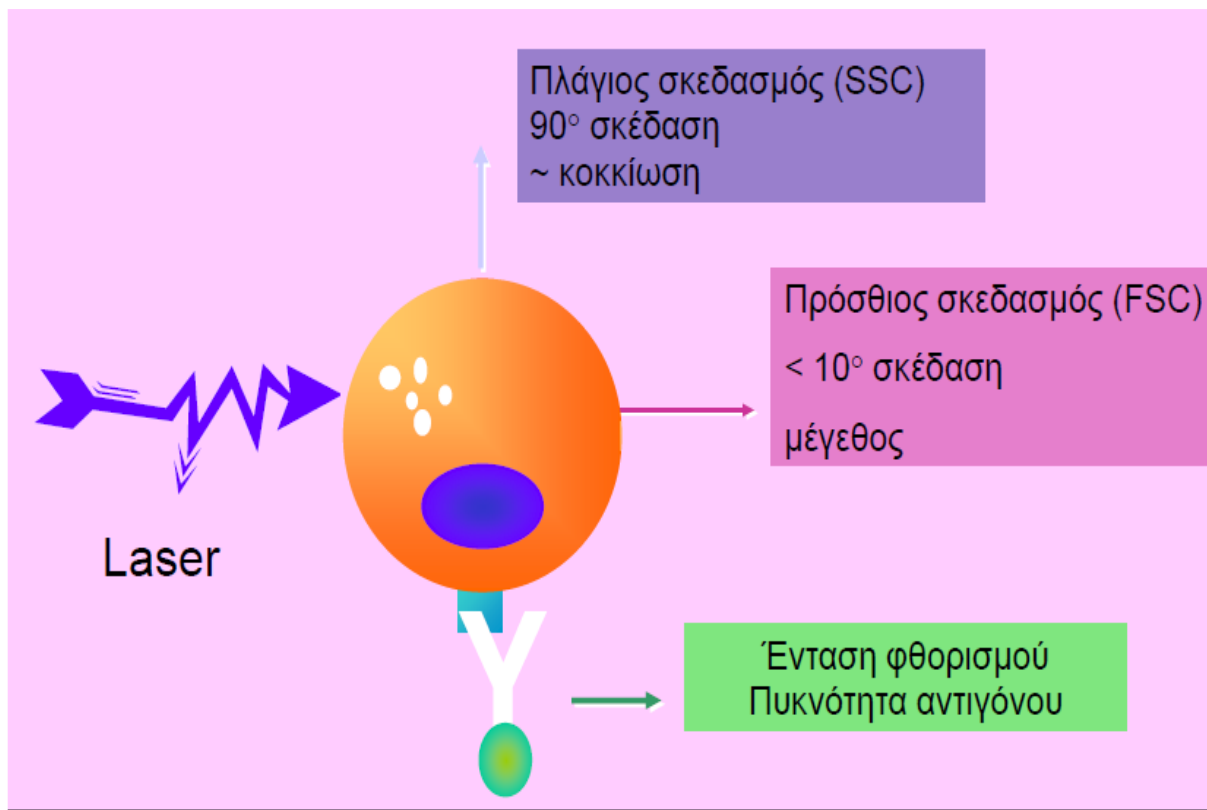 Πλάγιος σκεδασμός (SSC)
90° σκέδαση
~ κοκκίωση
Πρόσθιος σκεδασμός (FSC)
< 10° σκέδαση
μέγεθος
Laser
Ένταση φθορισμού
Πυκνότητα αντιγόνου